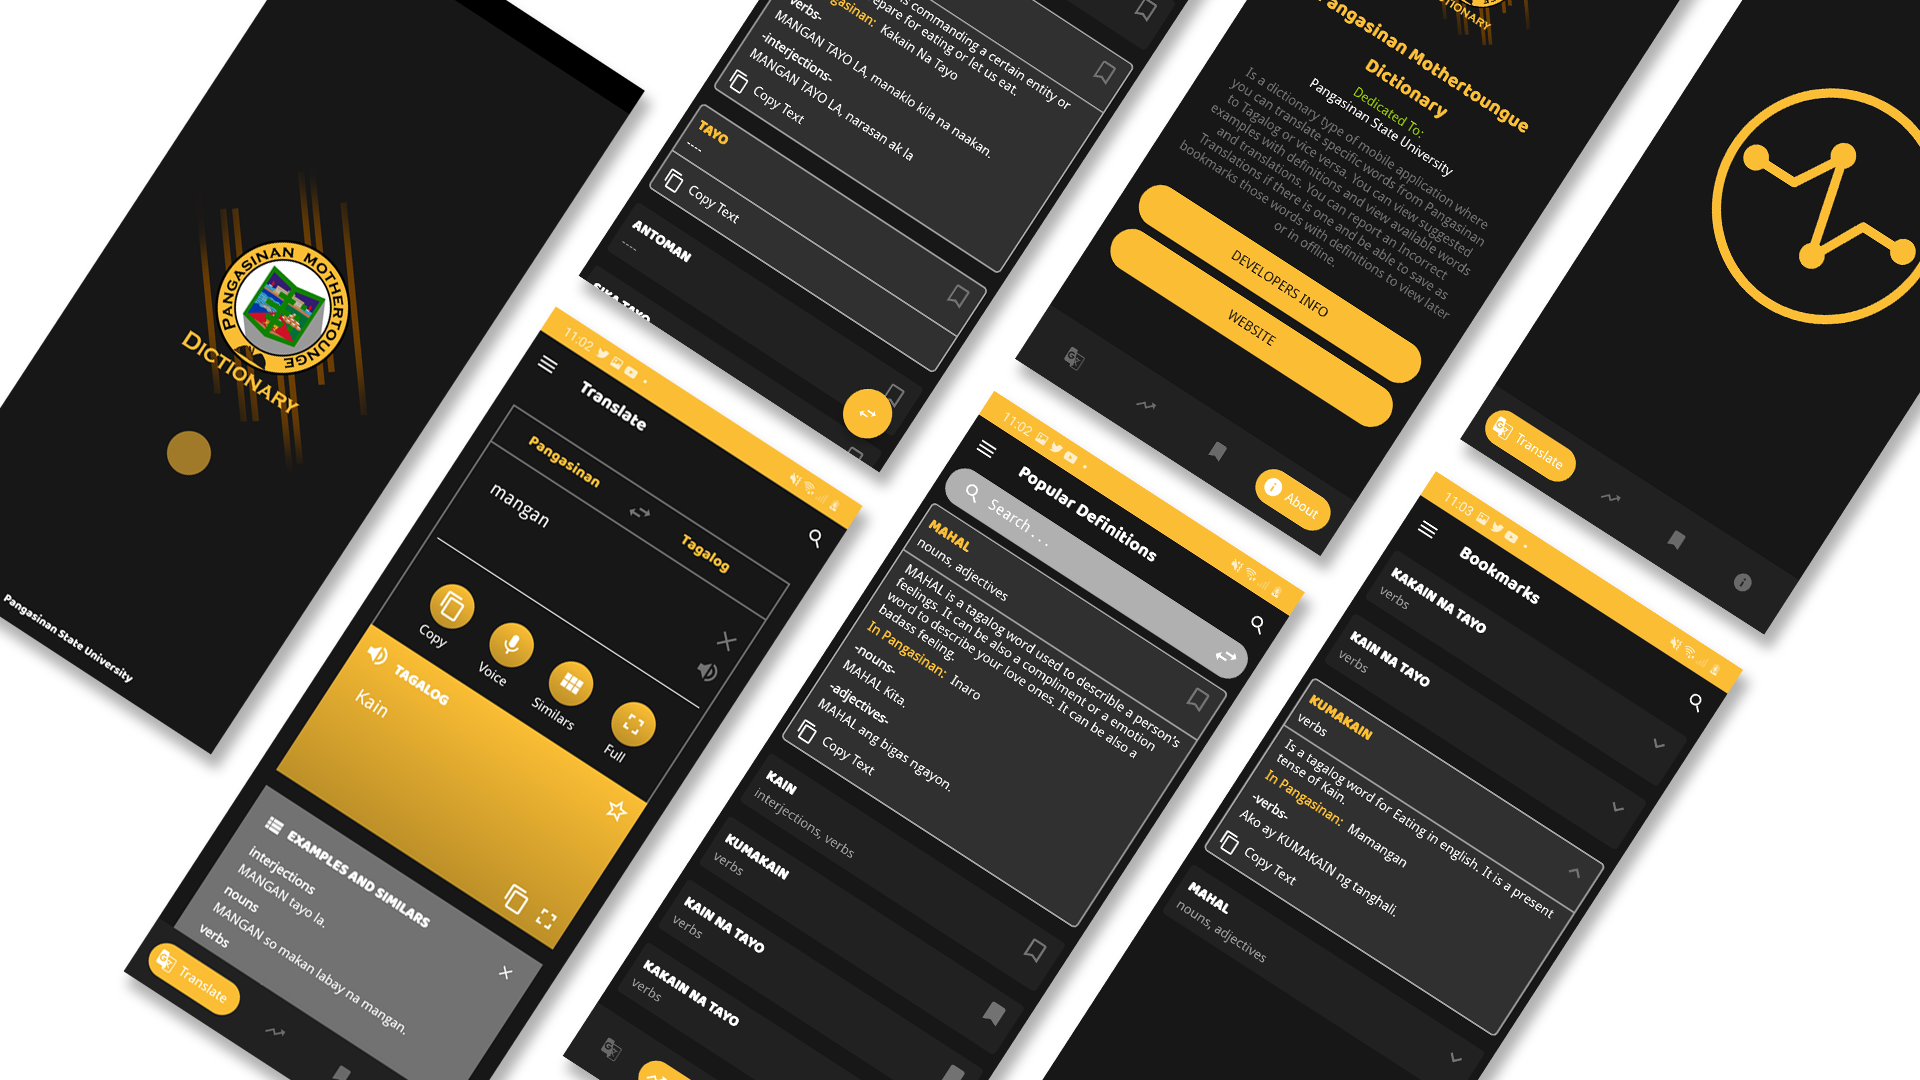 PANGASINAN MOTHERTOUNGE
DICTIONARY
Pangasinan State University
is commanding a certain entity or
epare for eating or let us eat.
Kakain Na Tayo
-verbs-
MANGAN TAYO LA, manaklo kila na naakan.
-interjections-
MANGAN TAYO LA, narasan ak la
Copy Text
TAYO
----
Copy Text
ANTOMAN
----
SIKA TAYO
11:02
Translate
Pangasinan
Tagalog
mangan
Copy
Voice
Similars
Full
TAGALOG
Kain
EXAMPLES AND SIMILARS
interjections
MANGAN tayo la.
nouns
MANGAN so makan labay na mangan.
verbs
Translate
DICTIONARY
Pangasinan Mothertoungue
Dictionary
Dedicated To:
Pangasinan State University
Is a dictionary type of mobile application where
you can translate specific words from Pangasinan
to Tagalog or vice versa. You can view suggested
examples with definitions and view available words
and translations. You can report an Incorrect
Translations if there is one and be able to save as
bookmarks those words with definitions to view later
or in offline.
DEVELOPERS INFO
WEBSITE
About
11:02
Popular Definitions
Search . . .
MAHAL
nouns, adjectives
MAHAL is a tagalog word used to describe a person's
feelings. It can be also a compliment or a emotion
word to describe your love ones. It can be also a
badass feeling.
In Pangasinan: Inaro
-nouns-
MAHAL Kita.
-adjectives-
MAHAL ang bigas ngayon.
Copy Text
KAIN
interjections, verbs
KUMAKAIN
verbs
KAIN NA TAYO
verbs
KAKAIN NA TAYO
verbs
Translate
11:03
Bookmarks
KAKAIN NA TAYO
verbs
KAIN NA TAYO
verbs
KUMAKAIN
verbs
Is a tagalog word for Eating in english. It is a present
tense of Kain.
In Pangasinan: Mamangan
-verbs-
Ako ay KUMAKAIN ng tanghali.
Copy Text
MAHAL
nouns, adjectives